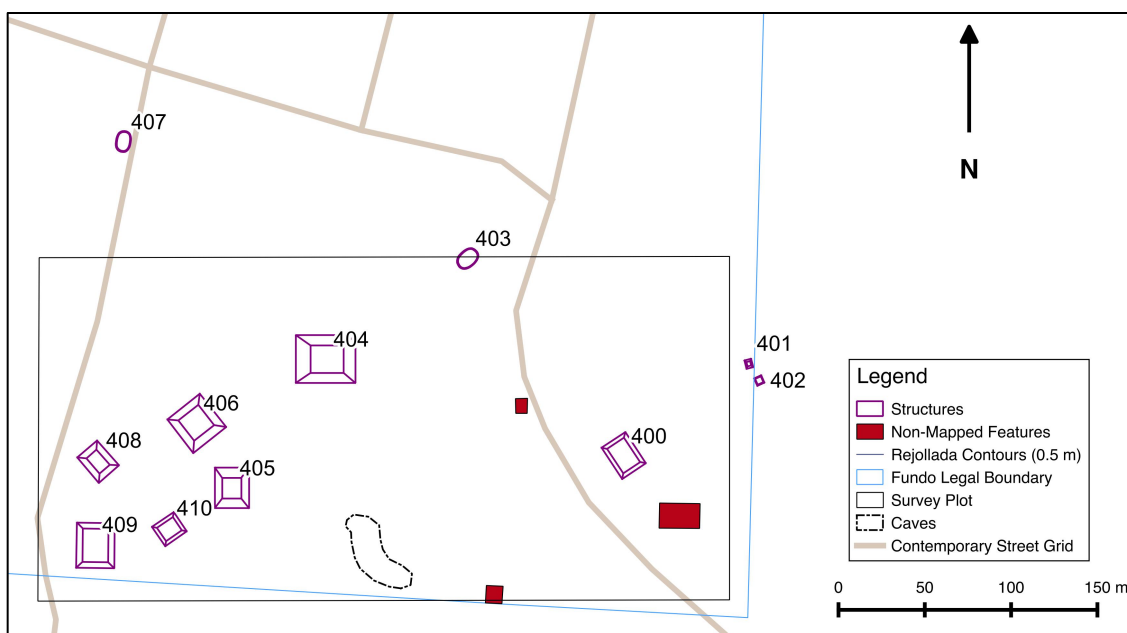 407
403
404
401
402
406
400
408
405
410
409
N
Legend
Structures
Non-Mapped Features
Rejollada Contours (0.5 m)
Fundo Legal Boundary
Survey Plot
Caves
Contemporary Street Grid
0 50 100 150 m